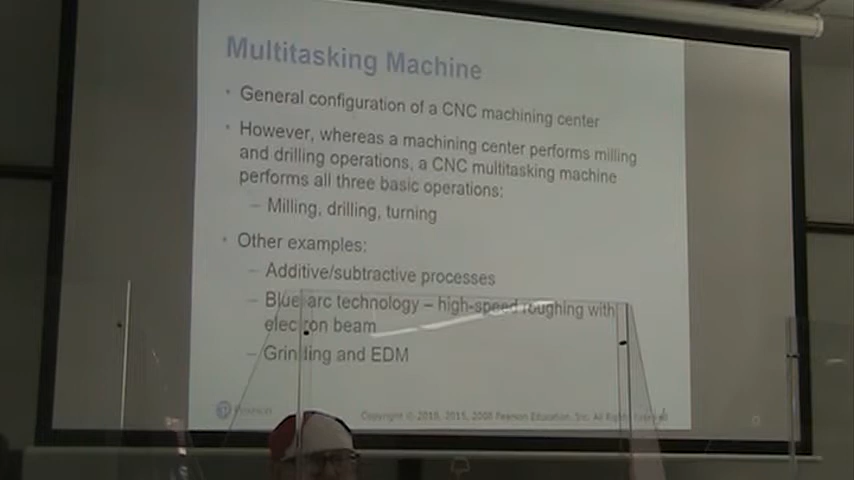 Multitasking Machine
• General configuration of a CNC machining center
• However, whereas a machining center performs milling
and drilling operations, a CNC multitasking machine
performs all three basic operations:
– Milling, drilling, turning
• Other examples:
– Additive/subtractive processes
– Blue arc technology – high-speed roughing with
electron beam
– Grinding and EDM
Pearson
Copyright © 2019, 2015, 2008 Pearson Education, Inc. All Rights Reserved